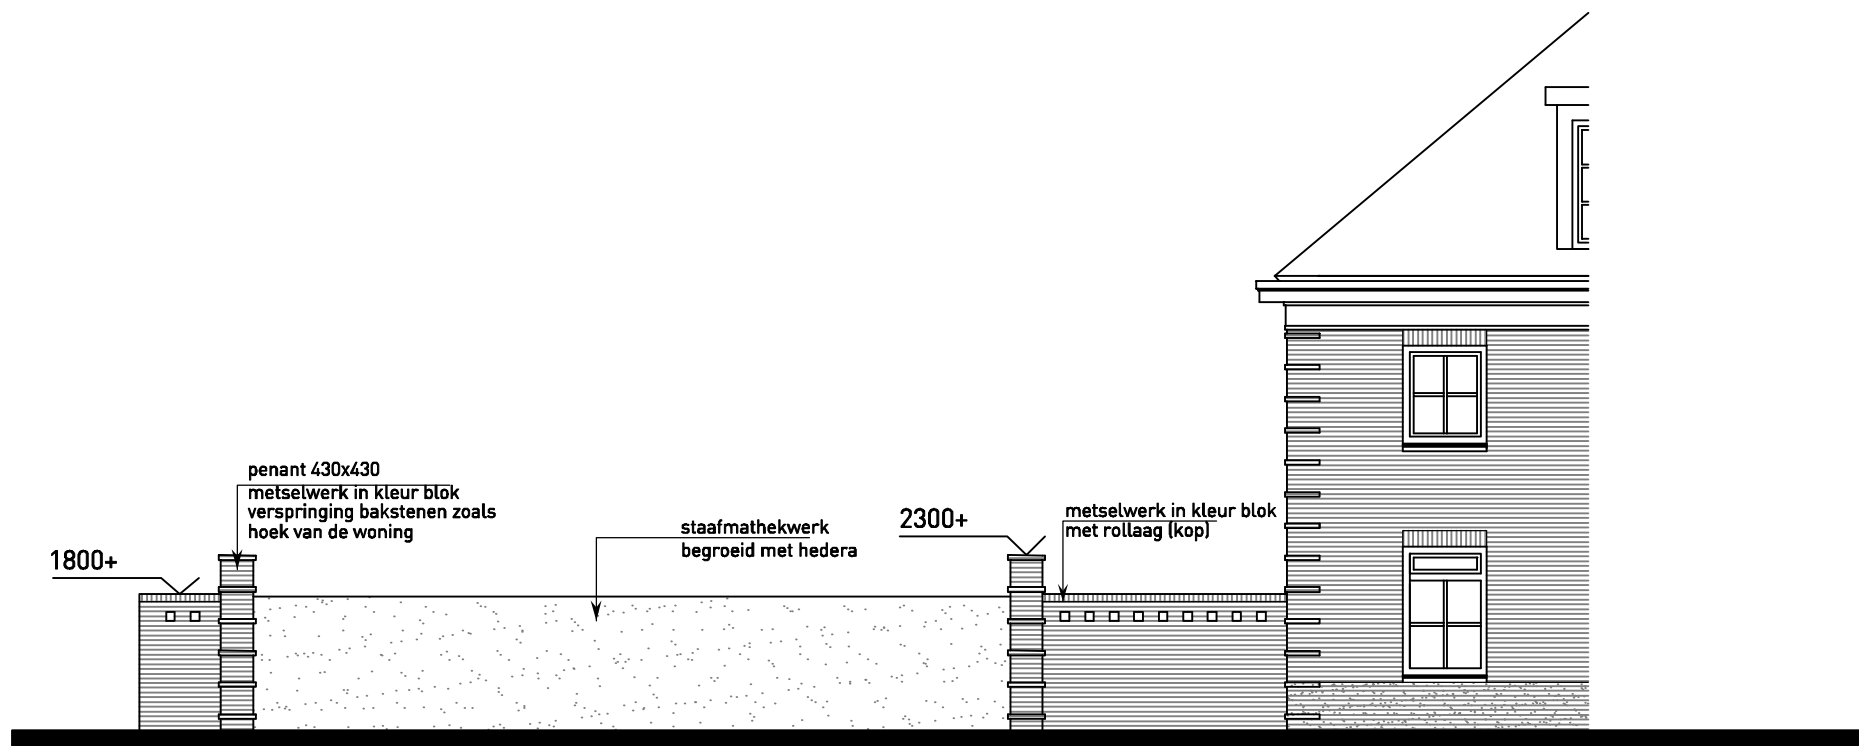 penant 430x430
metselwerk in kleur blok
verspringing bakstenen zoals
hoek van de woning
1800+
staafmathekwerk
begroeid met hedera
2300+
metselwerk in kleur blok
met rollaag (kop)